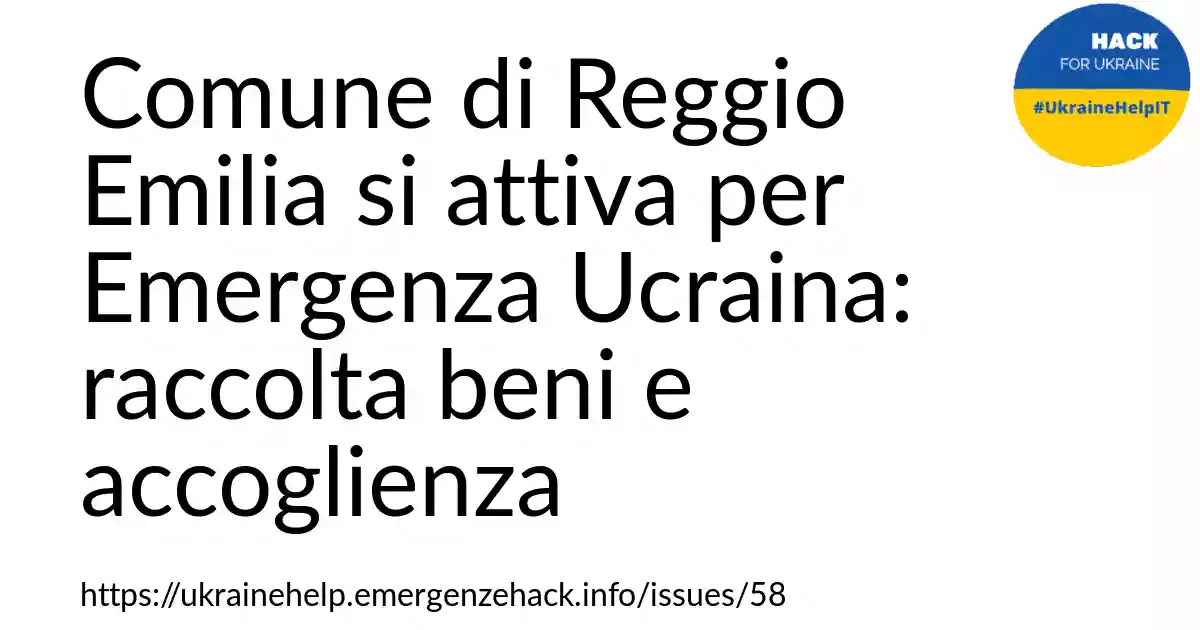 HACK
FOR UKRAINE
#UkraineHelpIT
Comune di Reggio
Emilia si attiva per
Emergenza Ucraina:
raccolta beni e
accoglienza
https://ukrainehelp.emergenzehack.info/issues/58